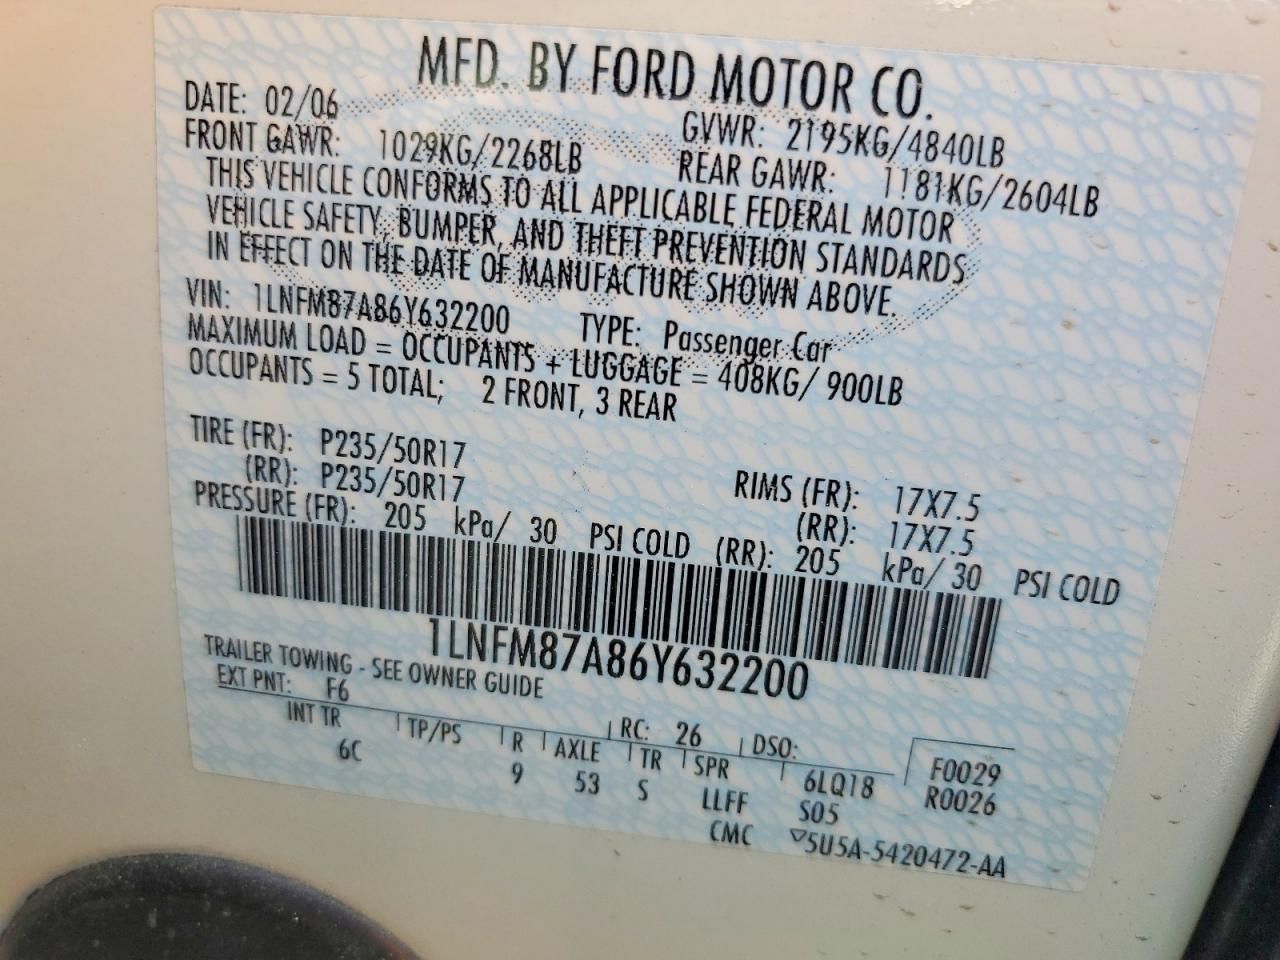 MFD. BY FORD MOTOR CO.
DATE: 02/06 GVWR: 2195KG/4840LB
FRONT GAWR: 1029KG/2268LB REAR GAWR: 1181KG/2604LB
THIS VEHICLE CONFORMS TO ALL APPLICABLE FEDERAL MOTOR
VEHICLE SAFETY, BUMPER, AND THEFT PREVENTION STANDARDS
IN EFFECT ON THE DATE OF MANUFACTURE SHOWN ABOVE.
VIN: 1LNFM87A86Y632200 TYPE: Passenger Car
MAXIMUM LOAD = OCCUPANTS + LUGGAGE = 408KG/ 900LB
OCCUPANTS = 5 TOTAL; 2 FRONT, 3 REAR
TIRE (FR): P235/50R17 RIMS (FR): 17X7.5
(RR): P235/50R17 (RR): 17X7.5
PRESSURE (FR): 205 kPa/ 30 PSI COLD (RR): 205 kPa/ 30 PSI COLD
1LNFM87A86Y632200
TRAILER TOWING - SEE OWNER GUIDE
EXT PNT: F6 RC: 26 DSO: F0029
INT TR TP/PS R AXLE TR SPR 6LQ18 R0026
6C 9 53 S LLFF S05
CMC ▽5U5A-5420472-AA